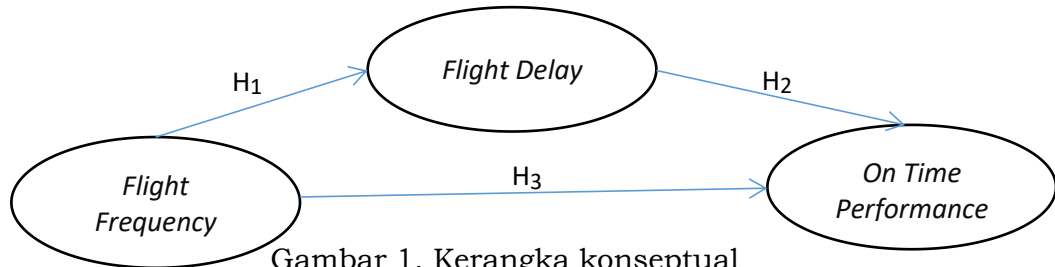 Flight Delay
H1
H2
Flight
Frequency
H3
On Time
Performance
Gambar 1. Kerangka konseptual